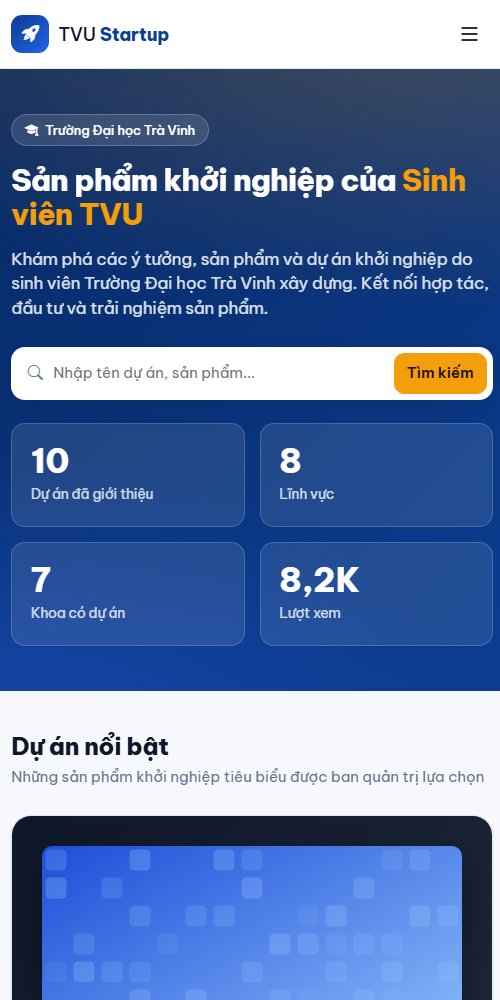 TVU Startup
Trường Đại học Trà Vinh
Sản phẩm khởi nghiệp của Sinh
viên TVU
Khám phá các ý tưởng, sản phẩm và dự án khởi nghiệp do
sinh viên Trường Đại học Trà Vinh xây dựng. Kết nối hợp tác,
đầu tư và trải nghiệm sản phẩm.
Nhập tên dự án, sản phẩm...
Tìm kiếm
10
Dự án đã giới thiệu
8
Lĩnh vực
7
Khoa có dự án
8,2K
Lượt xem
Dự án nổi bật
Những sản phẩm khởi nghiệp tiêu biểu được ban quản trị lựa chọn